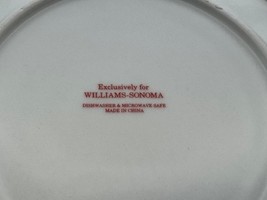 Exclusively for
WILLIAMS-SONOMA
DISHWASHER & MICROWAVE SAFE
MADE IN CHINA